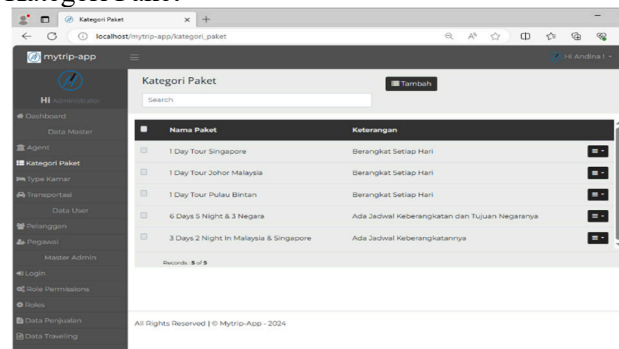 Kategori Paket
Kategori Paket
localhost/mytrip-app/kategori_paket
mytrip-app
Hi Andina !
Hi Administrator
Kategori Paket
Tambah
Search
Dashboard
Data Master
Agent
Kategori Paket
Type Kamar
Transportasi
Data User
Pelanggan
Pegawai
Master Admin
Login
Role Permissions
Roles
Data Penjualan
Data Traveling
Nama Paket Keterangan
1 Day Tour Singapore Berangkat Setiap Hari
1 Day Tour Johor Malaysia Berangkat Setiap Hari
1 Day Tour Pulau Bintan Berangkat Setiap Hari
6 Days 5 Night & 3 Negara Ada Jadwal Keberangkatan dan Tujuan Negaranya
3 Days 2 Night In Malaysia & Singapore Ada Jadwal Keberangkatannya
Records : 5 of 5
All Rights Reserved | © Mytrip-App - 2024